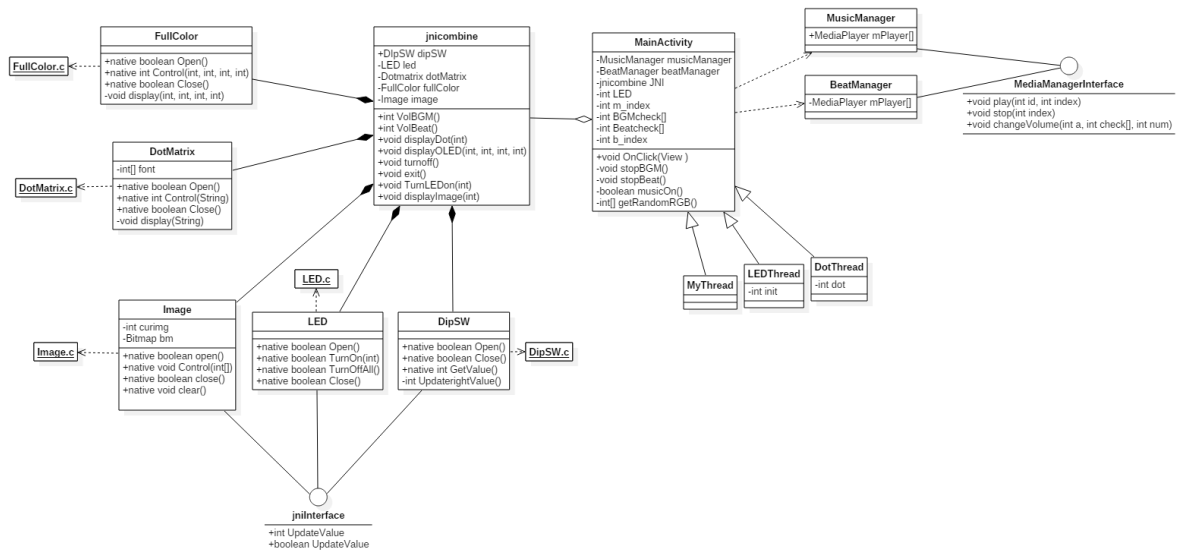 FullColor
+native boolean Open()
+native int Control(int, int, int, int)
+native boolean Close()
-void display(int, int, int, int)
FullColor.c
DotMatrix
-int[] font
+native boolean Open()
+native int Control(String)
+native boolean Close()
-void display(String)
DotMatrix.c
jnicombine
+DIpSW dipSW
-LED led
-Dotmatrix dotMatrix
-FullColor fullColor
-Image image
+int VolBGM()
+int VolBeat()
+void displayDot(int)
+void displayOLED(int, int, int, int)
+void turnoff()
+void exit()
+void TurnLEDon(int)
+void displayImage(int)
MainActivity
-MusicManager musicManager
-BeatManager beatManager
-jnicombine JNI
-int LED
-int m_index
-int BGMcheck[]
-int Beatcheck[]
-int b_index
+void OnClick(View )
-void stopBGM()
-void stopBeat()
-boolean musicOn()
-int[] getRandomRGB()
MusicManager
+MediaPlayer mPlayer[]
BeatManager
-MediaPlayer mPlayer[]
MediaManagerInterface
+void play(int id, int index)
+void stop(int index)
+void changeVolume(int a, int check[], int num)
MyThread
LEDThread
-int init
DotThread
-int dot
Image
-int curimg
-Bitmap bm
+native boolean open()
+native void Control(int[])
+native boolean close()
+native void clear()
Image.c
LED.c
LED
+native boolean Open()
+native boolean TurnOn(int)
+native boolean TurnOffAll()
+native boolean Close()
DipSW
+native boolean Open()
+native boolean Close()
+native int GetValue()
-int UpdaterightValue()
DipSW.c
jniInterface
+int UpdateValue
+boolean UpdateValue